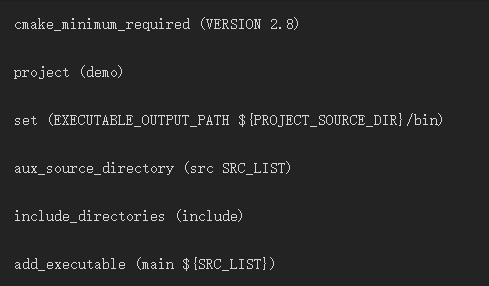 cmake_minimum_required (VERSION 2.8)
project (demo)
set (EXECUTABLE_OUTPUT_PATH ${PROJECT_SOURCE_DIR}/bin)
aux_source_directory (src SRC_LIST)
include_directories (include)
add_executable (main ${SRC_LIST})